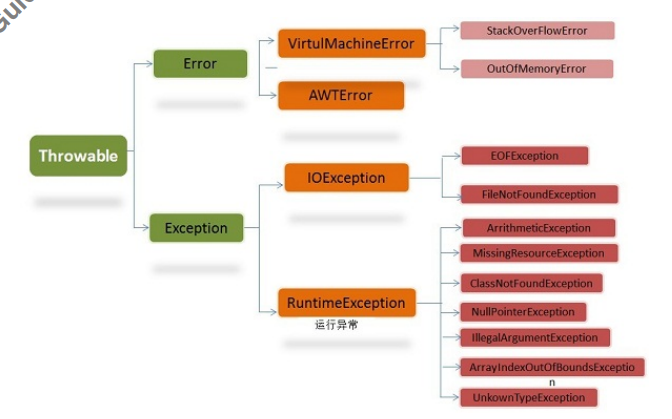 Guid
Throwable
Error
Exception
VirtulMachineError
AWTError
IOException
RuntimeException
运行异常
StackOverFlowError
OutOfMemoryError
EOFException
FileNotFoundException
ArrithmeticException
MissingResourceException
ClassNotFoundException
NullPointerException
IllegalArgumentException
ArrayIndexOutOfBoundsExceptio
n
UnkownTypeException